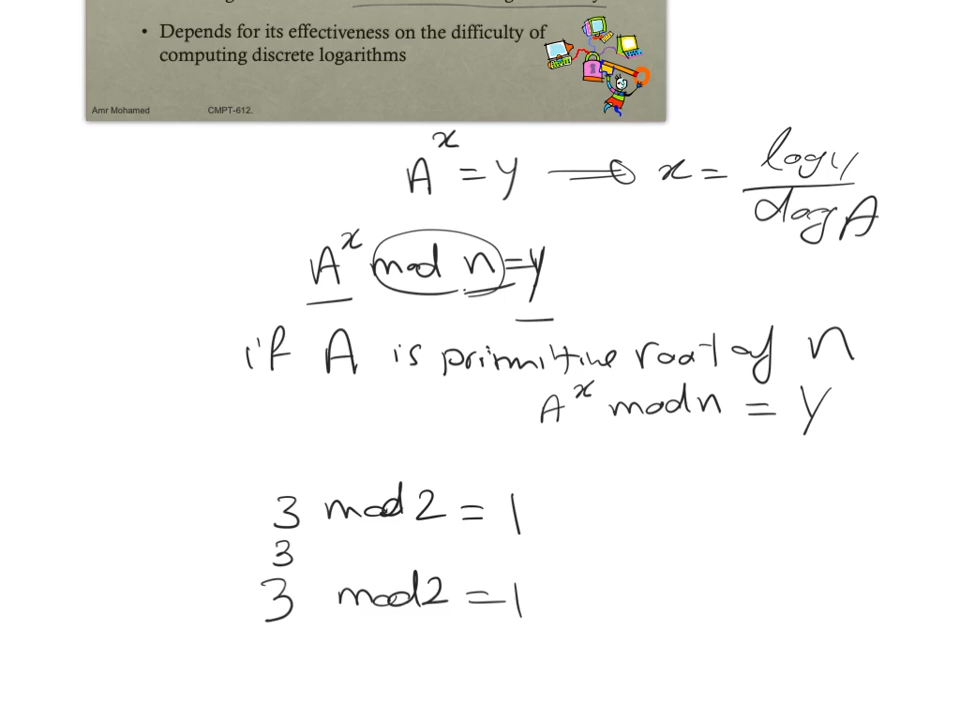 • Depends for its effectiveness on the difficulty of
computing discrete logarithms
Amr Mohamed CMPT-612.
A^x = y → x = log y / log A
A^x mod n = y
if A is primitive root of n
A^x mod n = y
3 mod 2 = 1
3
3 mod 2 = 1